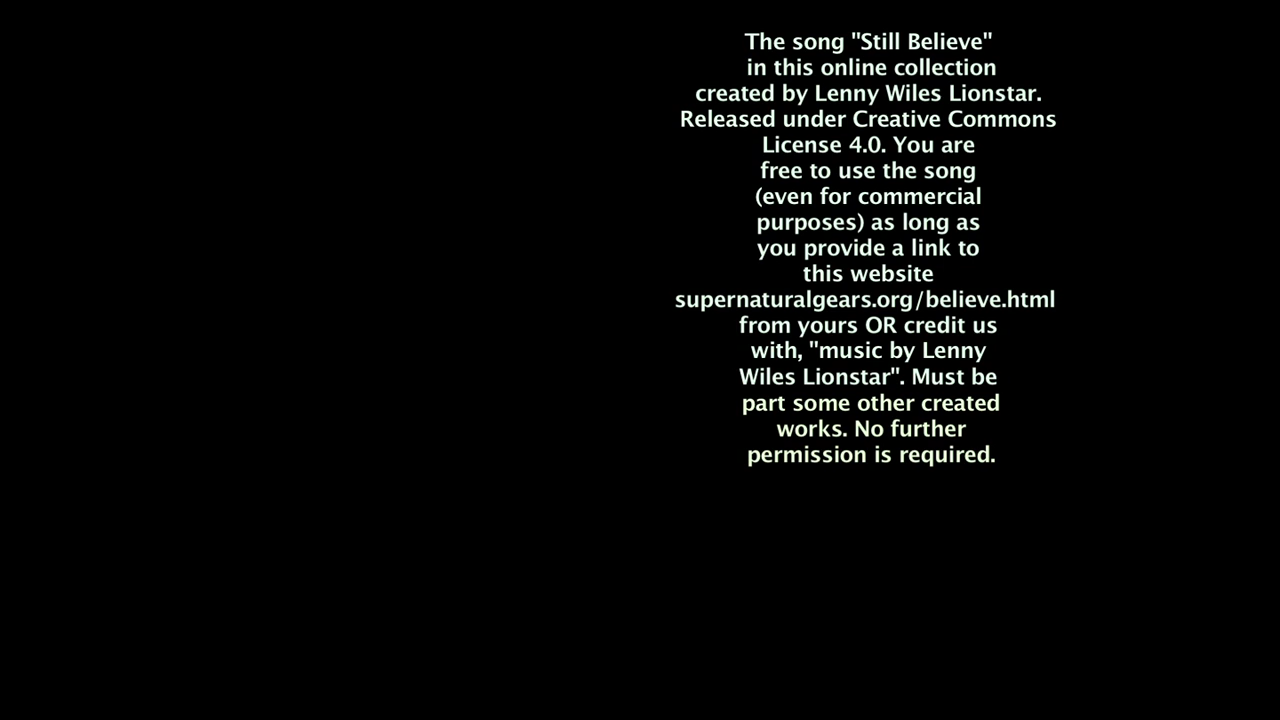 The song "Still Believe"
in this online collection
created by Lenny Wiles Lionstar.
Released under Creative Commons
License 4.0. You are
free to use the song
(even for commercial
purposes) as long as
you provide a link to
this website
supernaturalgears.org/believe.html
from yours OR credit us
with, "music by Lenny
Wiles Lionstar". Must be
part some other created
works. No further
permission is required.